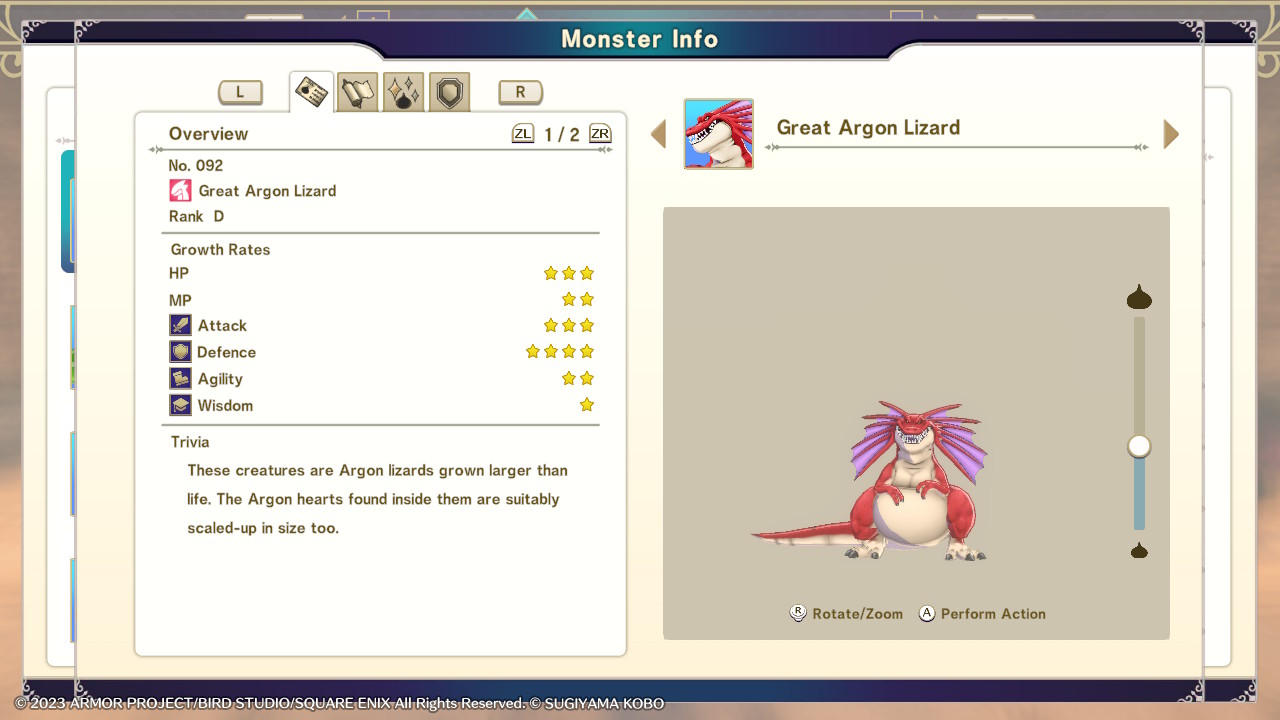 Monster Info
L
R
Overview
ZL 1 / 2 ZR
No. 092
Great Argon Lizard
Rank D
Growth Rates
HP
MP
Attack
Defence
Agility
Wisdom
Trivia
These creatures are Argon lizards grown larger than
life. The Argon hearts found inside them are suitably
scaled-up in size too.
Great Argon Lizard
R Rotate/Zoom A Perform Action
© 2023 ARMOR PROJECT/BIRD STUDIO/SQUARE ENIX All Rights Reserved. © SUGIYAMA KOBO